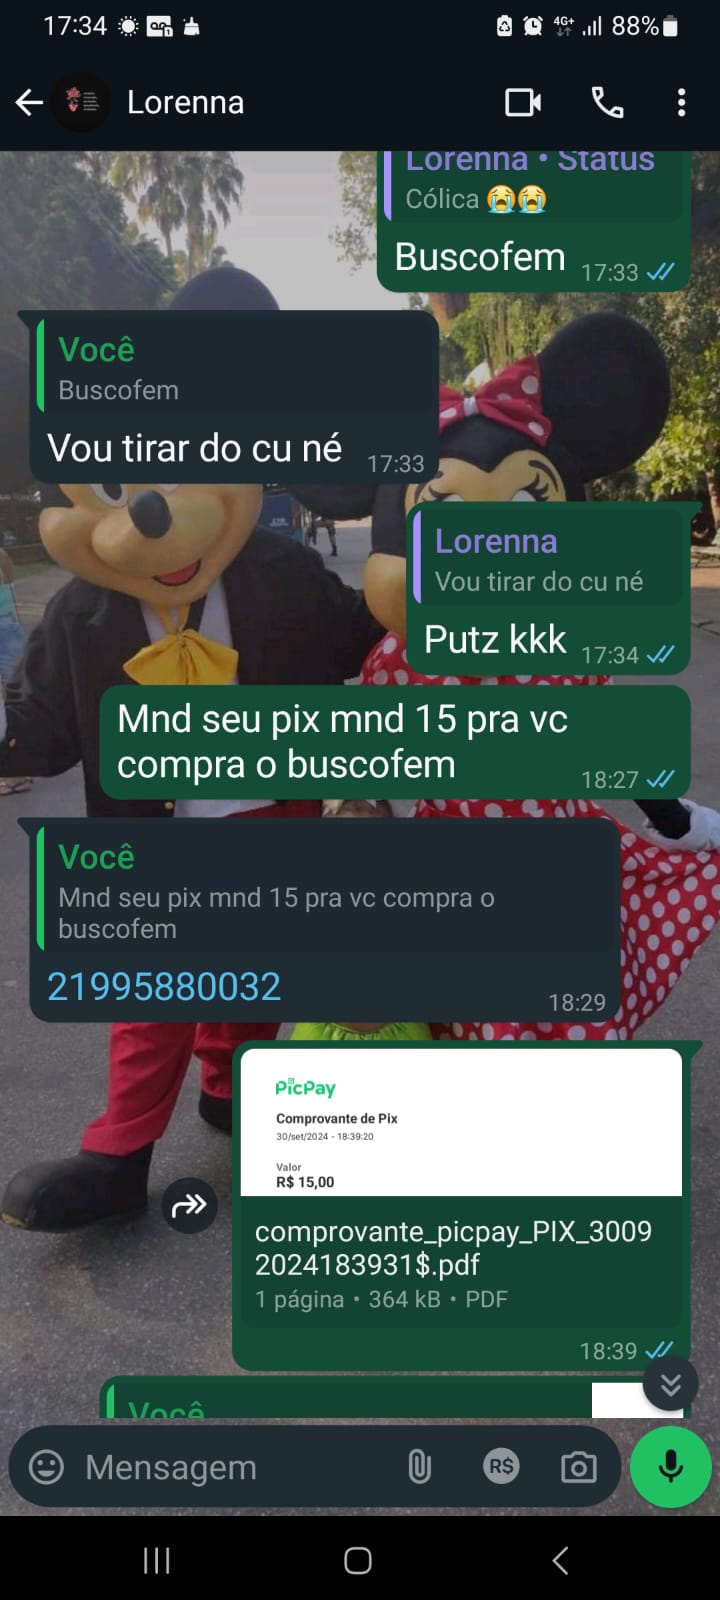 17:34 4G+ 88%
Lorenna
Lorenna • Status
Cólica 😭😭
Buscofem 17:33
Você
Buscofem
Vou tirar do cu né 17:33
Lorenna
Vou tirar do cu né
Putz kkk 17:34
Mnd seu pix mnd 15 pra vc
compra o buscofem 18:27
Você
Mnd seu pix mnd 15 pra vc compra o
buscofem
21995880032
18:29
PicPay
Comprovante de Pix
30/set/2024 - 18:39:20
Valor
R$ 15,00
comprovante_picpay_PIX_3009
2024183931$.pdf
1 página • 364 kB • PDF
18:39
Você
Mensagem R$